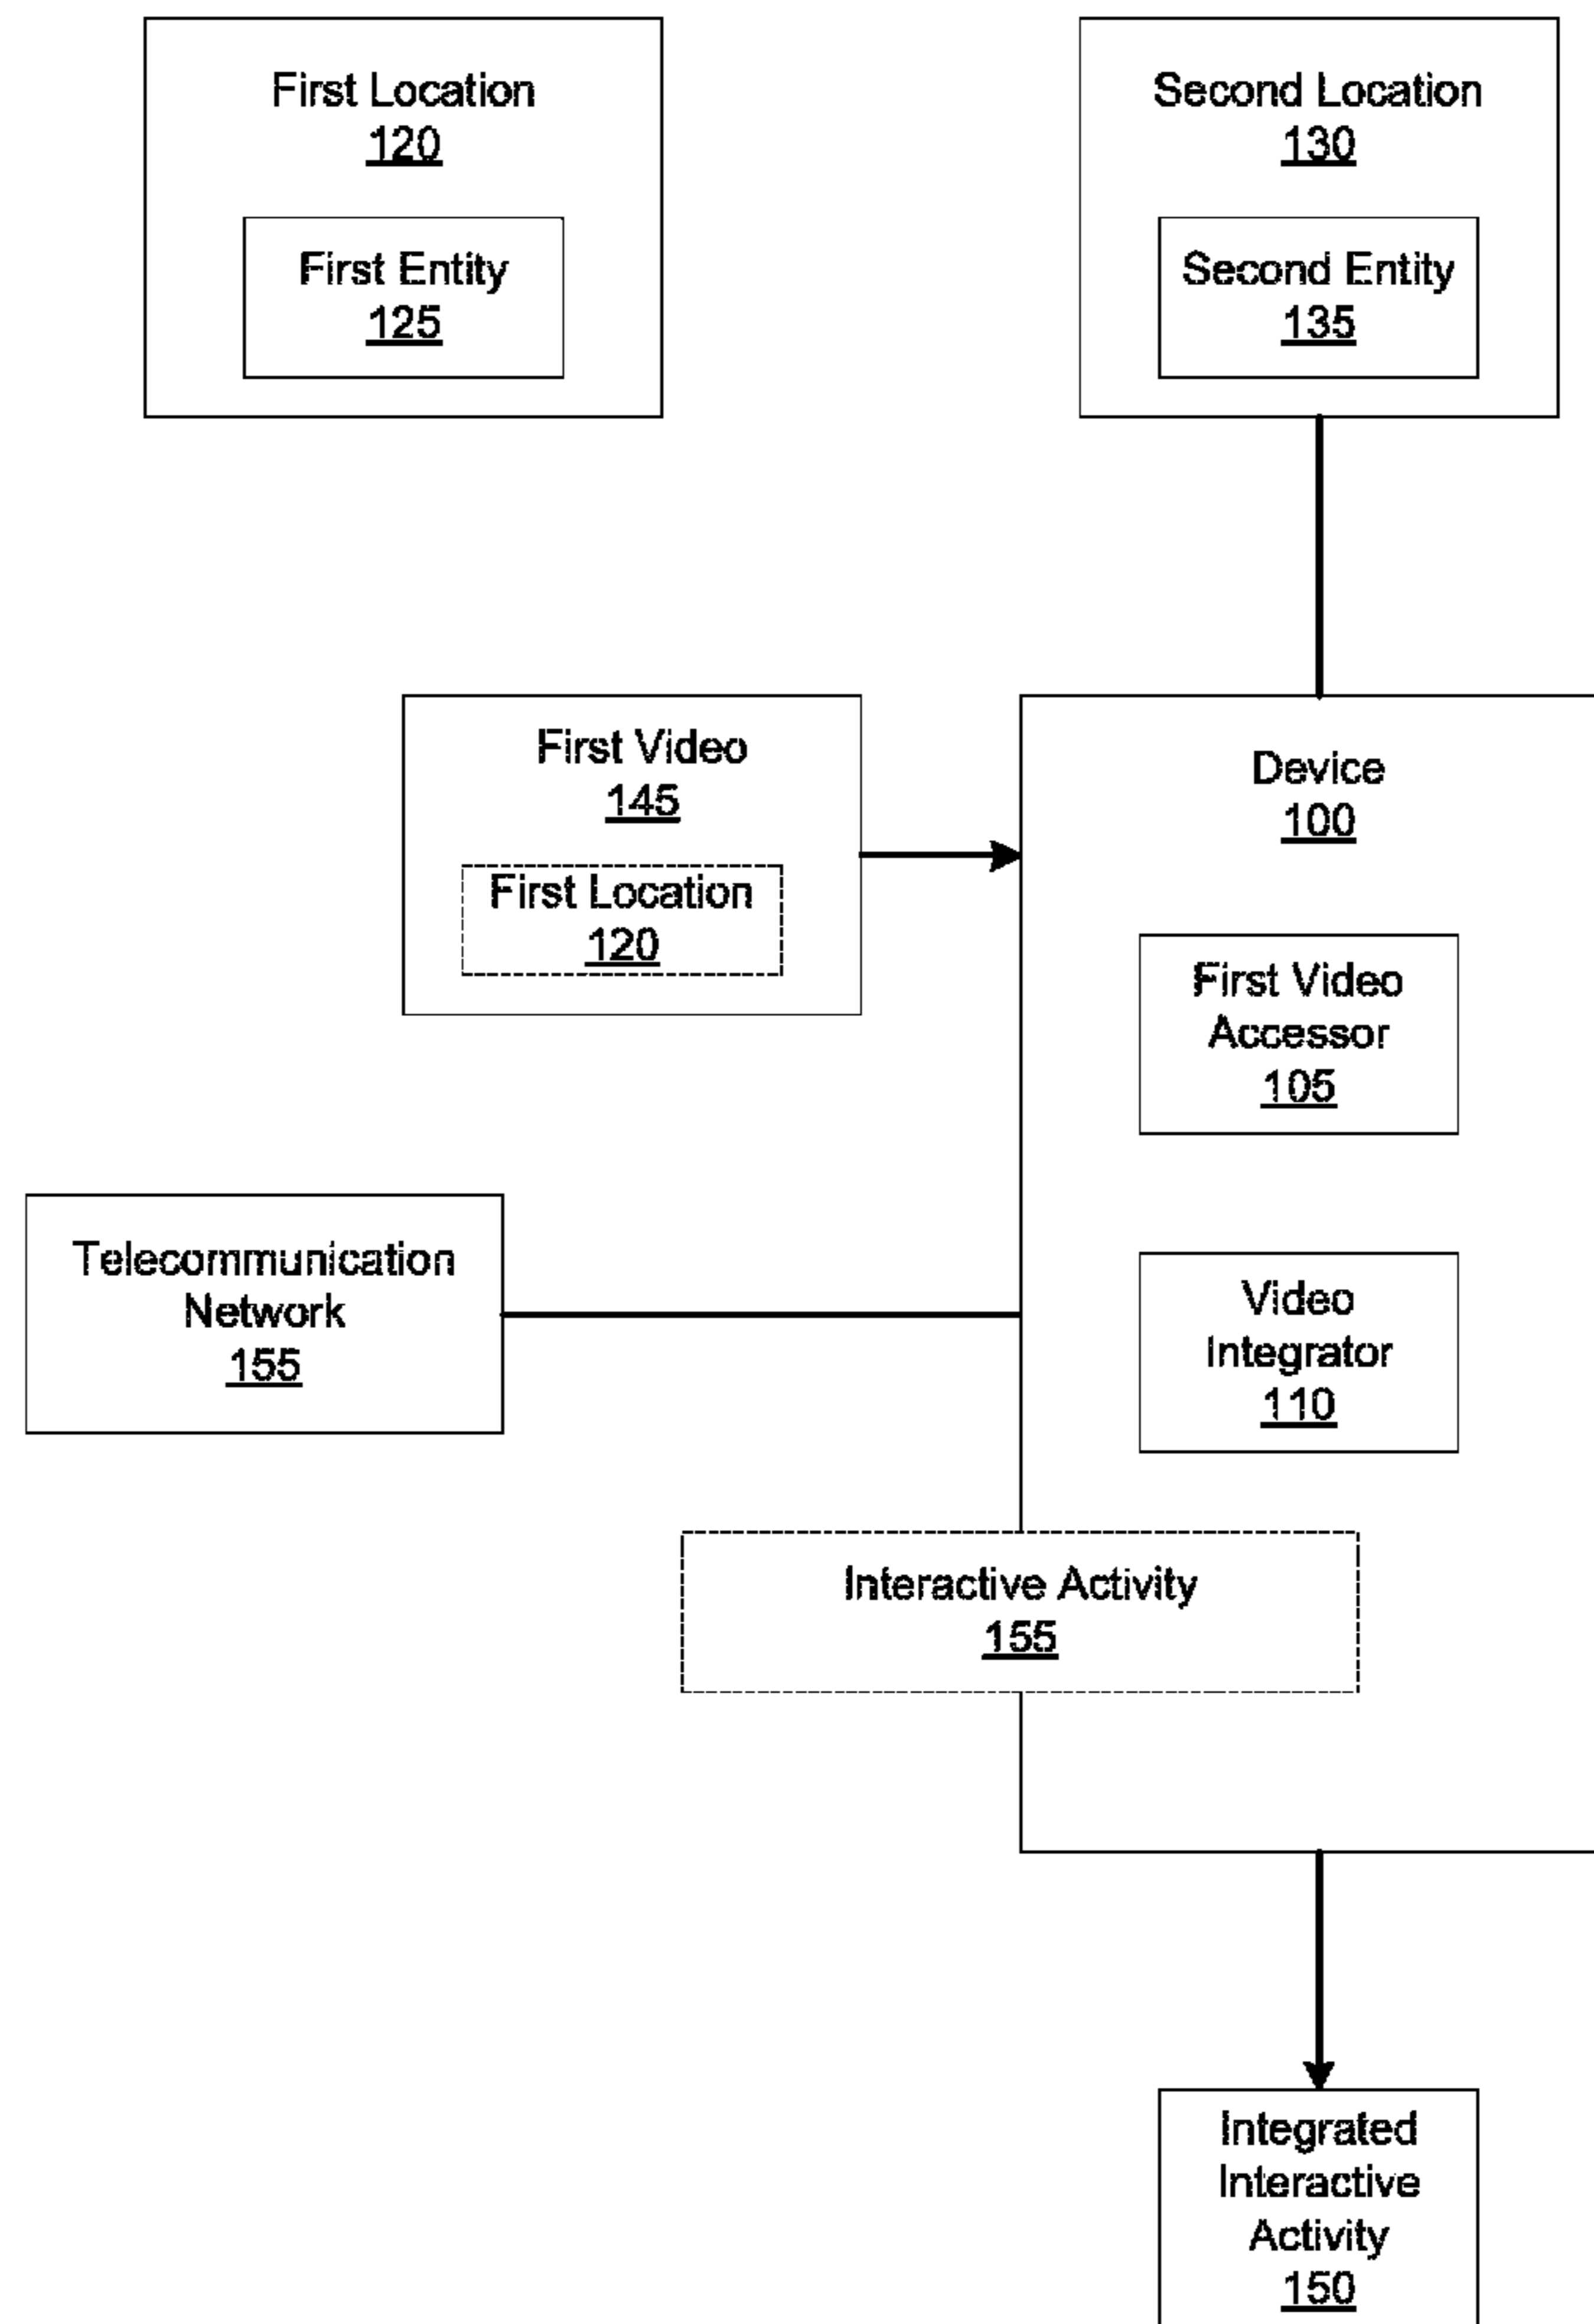 First Location
120
First Entity
125
Second Location
130
Second Entity
135
First Video
145
First Location
120
Device
100
First Video
Accessor
105
Telecommunication
Network
155
Video
Integrator
110
Interactive Activity
155
Integrated
Interactive
Activity
150